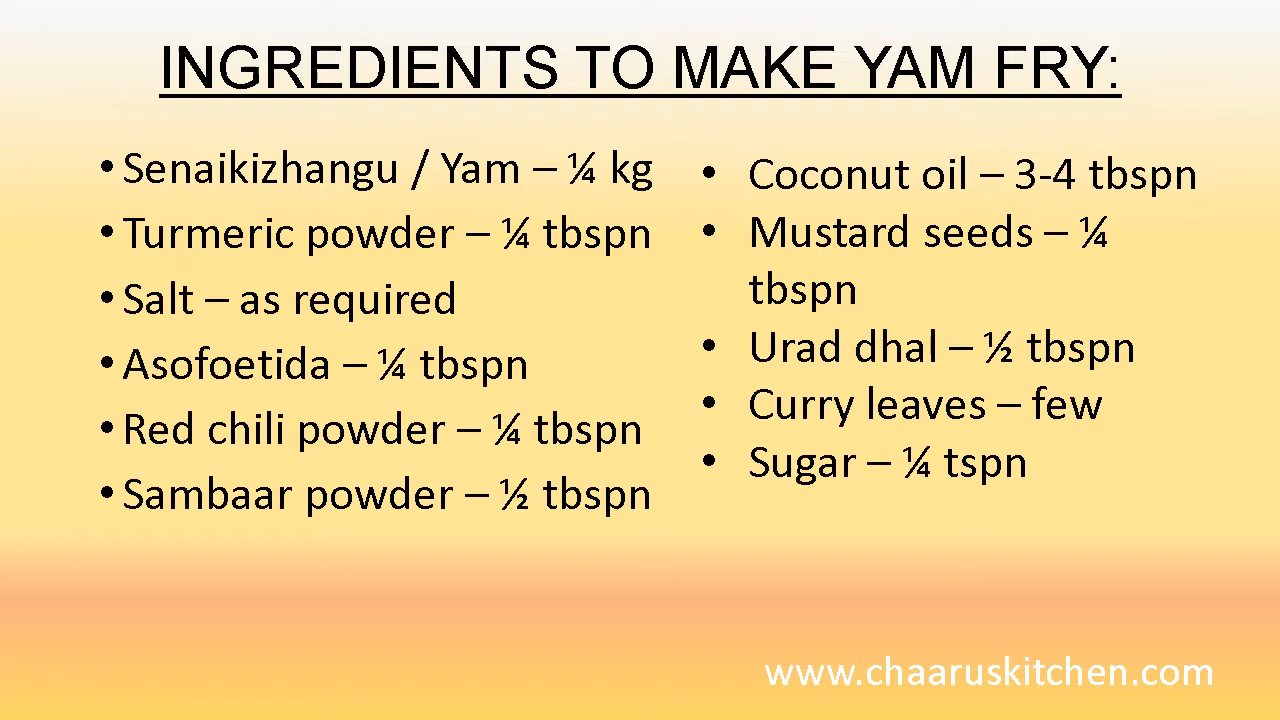 INGREDIENTS TO MAKE YAM FRY:
• Senaikizhangu / Yam – ¼ kg
• Turmeric powder – ¼ tbspn
• Salt – as required
• Asofoetida – ¼ tbspn
• Red chili powder – ¼ tbspn
• Sambaar powder – ½ tbspn
• Coconut oil – 3-4 tbspn
• Mustard seeds – ¼
tbspn
• Urad dhal – ½ tbspn
• Curry leaves – few
• Sugar – ¼ tspn
www.chaaruskitchen.com